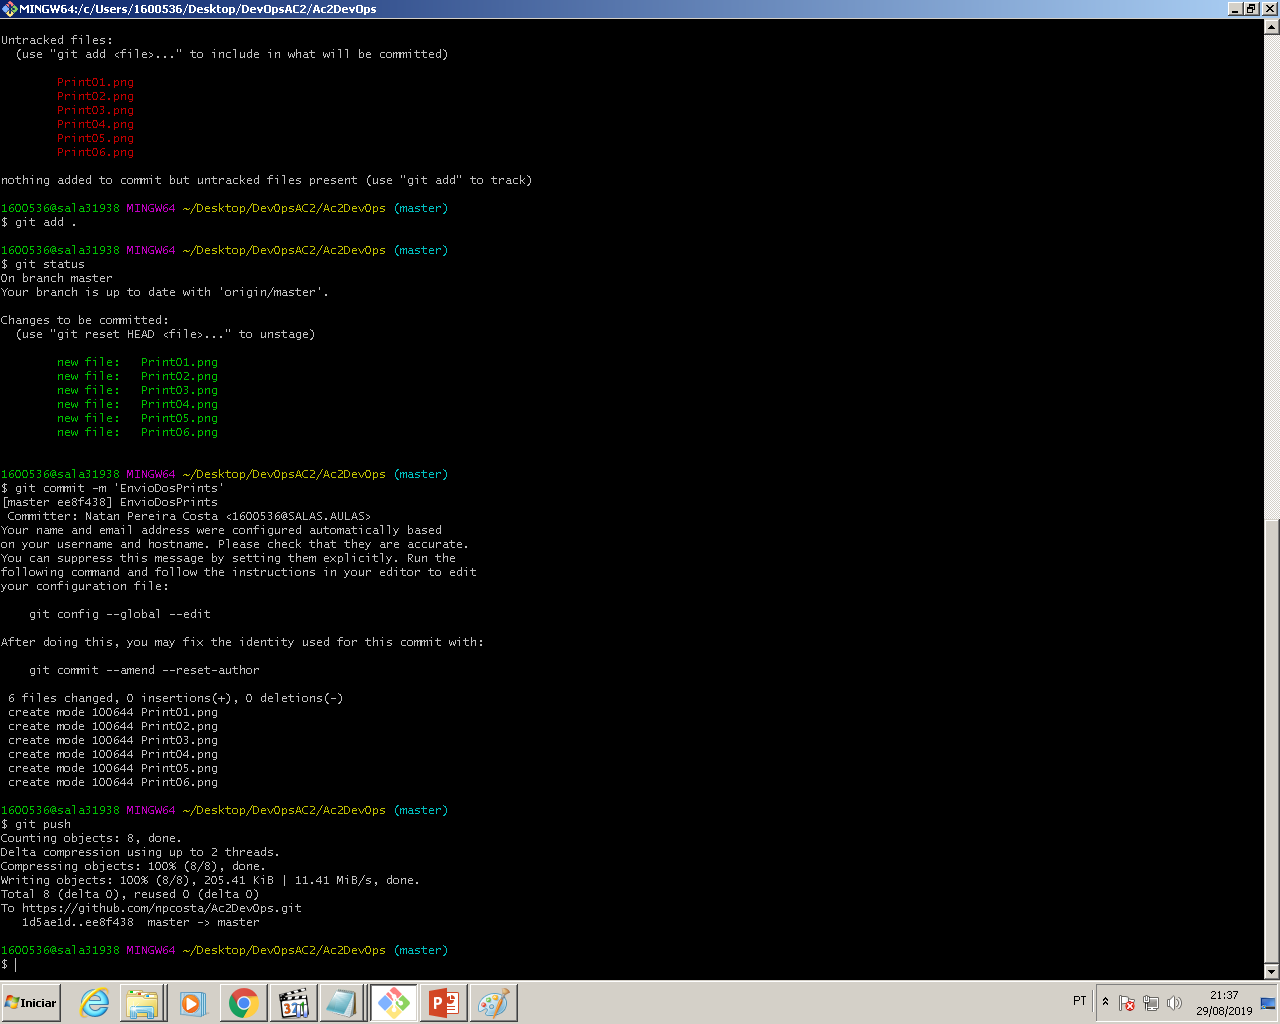 MINGW64:/c/Users/1600536/Desktop/DevOpsAC2/Ac2DevOps
Untracked files:
  (use "git add <file>..." to include in what will be committed)
        Print01.png
        Print02.png
        Print03.png
        Print04.png
        Print05.png
        Print06.png
nothing added to commit but untracked files present (use "git add" to track)
1600536@sala31938 MINGW64 ~/Desktop/DevOpsAC2/Ac2DevOps (master)
$ git add .
1600536@sala31938 MINGW64 ~/Desktop/DevOpsAC2/Ac2DevOps (master)
$ git status
On branch master
Your branch is up to date with 'origin/master'.
Changes to be committed:
  (use "git reset HEAD <file>..." to unstage)
        new file:   Print01.png
        new file:   Print02.png
        new file:   Print03.png
        new file:   Print04.png
        new file:   Print05.png
        new file:   Print06.png
1600536@sala31938 MINGW64 ~/Desktop/DevOpsAC2/Ac2DevOps (master)
$ git commit -m 'EnvioDosPrints'
[master ee8f438] EnvioDosPrints
 Committer: Natan Pereira Costa <1600536@SALAS.AULAS>
Your name and email address were configured automatically based
on your username and hostname. Please check that they are accurate.
You can suppress this message by setting them explicitly. Run the
following command and follow the instructions in your editor to edit
your configuration file:
    git config --global --edit
After doing this, you may fix the identity used for this commit with:
    git commit --amend --reset-author
 6 files changed, 0 insertions(+), 0 deletions(-)
 create mode 100644 Print01.png
 create mode 100644 Print02.png
 create mode 100644 Print03.png
 create mode 100644 Print04.png
 create mode 100644 Print05.png
 create mode 100644 Print06.png
1600536@sala31938 MINGW64 ~/Desktop/DevOpsAC2/Ac2DevOps (master)
$ git push
Counting objects: 8, done.
Delta compression using up to 2 threads.
Compressing objects: 100% (8/8), done.
Writing objects: 100% (8/8), 205.41 KiB | 11.41 MiB/s, done.
Total 8 (delta 0), reused 0 (delta 0)
To https://github.com/npcosta/Ac2DevOps.git
   1d5ae1d..ee8f438  master -> master
1600536@sala31938 MINGW64 ~/Desktop/DevOpsAC2/Ac2DevOps (master)
$
Iniciar
321
PT
21:37
29/08/2019